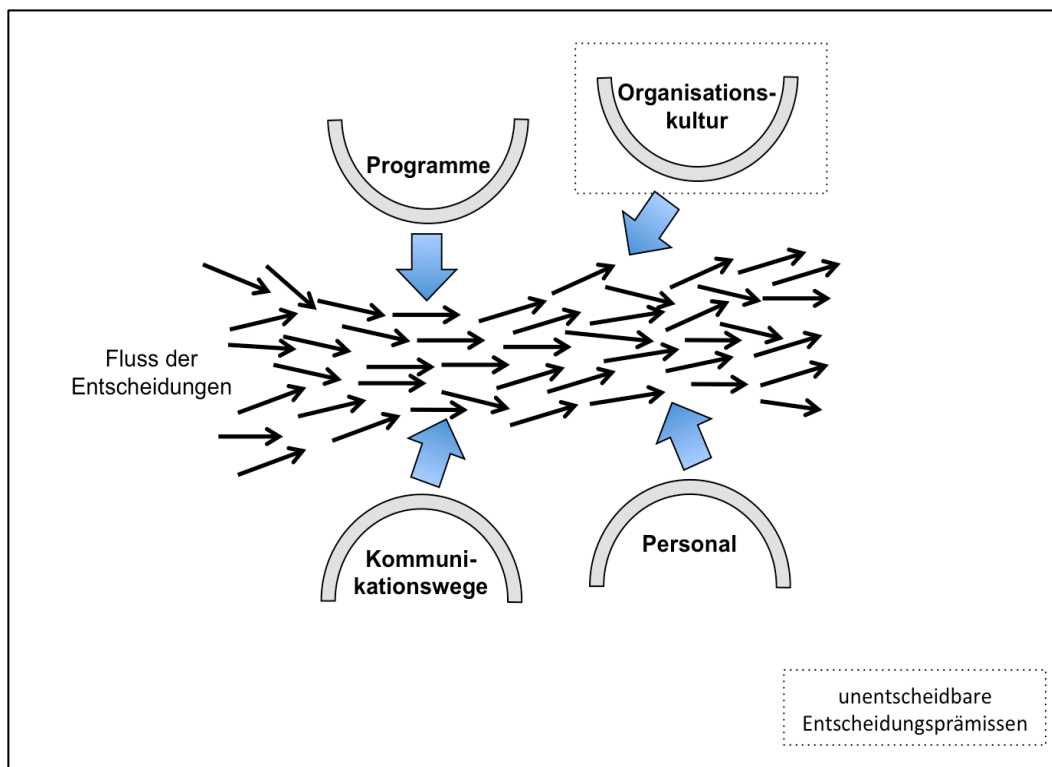 Organisations-
kultur
Programme
Fluss der
Entscheidungen
Kommuni-
kationswege
Personal
unentscheidbare
Entscheidungsprämissen